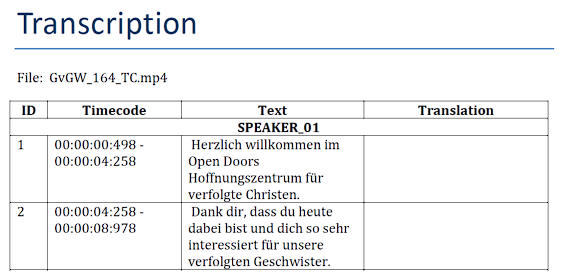 Transcription
File: GvGW_164_TC.mp4
ID Timecode Text Translation
SPEAKER_01
1 00:00:00:498 - Herzlich willkommen im
00:00:04:258 Open Doors
Hoffnungszentrum für
verfolgte Christen.
2 00:00:04:258 - Dank dir, dass du heute
00:00:08:978 dabei bist und dich so sehr
interessiert für unsere
verfolgten Geschwister.